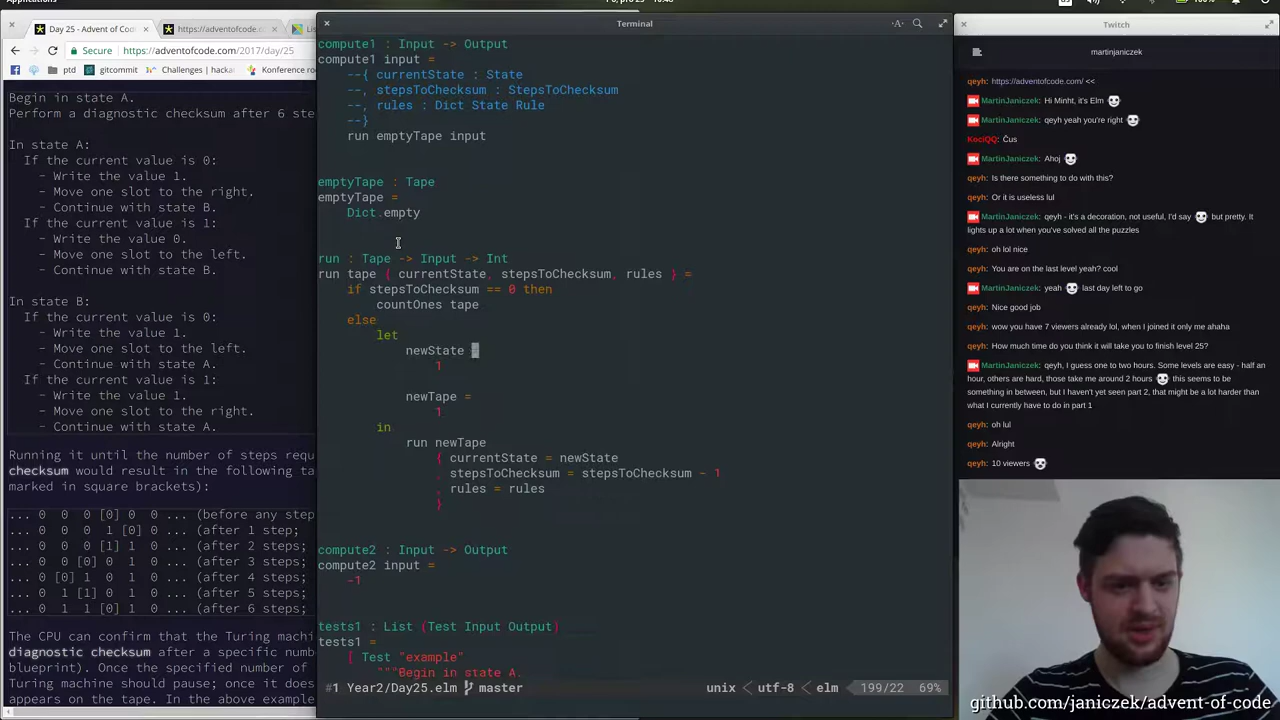 Applications
Day 25 - Advent of Cod
https://adventofcode.com
Secure
https://adventofcode.com/2017/day/25
ptd
gitcommit
Challenges | hackar
Konference ro
Begin in state A.
Perform a diagnostic checksum after 6 ste
In state A:
If the current value is 0:
- Write the value 1.
- Move one slot to the right.
- Continue with state B.
If the current value is 1:
- Write the value 0.
- Move one slot to the left.
- Continue with state B.
In state B:
If the current value is 0:
- Write the value 1.
- Move one slot to the left.
- Continue with state A.
If the current value is 1:
- Write the value 1.
- Move one slot to the right.
- Continue with state A.
Running it until the number of steps requ
checksum would result in the following ta
marked in square brackets):
... 0 0 0 [0] 0 0 ... (before any step
... 0 0 0 1 [0] 0 ... (after 1 step;
... 0 0 0 [1] 1 0 ... (after 2 steps;
... 0 0 [0] 0 1 0 ... (after 3 steps;
... 0 [0] 1 0 1 0 ... (after 4 steps;
... 0 1 [1] 0 1 0 ... (after 5 steps;
... 0 1 1 [0] 1 0 ... (after 6 steps;
The CPU can confirm that the Turing machi
diagnostic checksum after a specific numb
blueprint). Once the specified number of
Turing machine should pause; once it does
appears on the tape. In the above example
Terminal
compute1 : Input -> Output
compute1 input =
--{ currentState : State
--, stepsToChecksum : StepsToChecksum
--, rules : Dict State Rule
--}
run emptyTape input
emptyTape : Tape
emptyTape =
Dict.empty
run : Tape -> Input -> Int
run tape { currentState, stepsToChecksum, rules } =
if stepsToChecksum == 0 then
countOnes tape
else
let
newState =
1
newTape =
1
in
run newTape
{ currentState = newState
, stepsToChecksum = stepsToChecksum - 1
, rules = rules
}
compute2 : Input -> Output
compute2 input =
-1
tests1 : List (Test Input Output)
tests1 =
[ Test "example"
"""Begin in state A.
#1 Year2/Day25.elm master
unix
utf-8
elm
199/22
69%
Twitch
martinjaniczek
qeyh: https://adventofcode.com/ <<
MartinJaniczek: Hi Minht, it's Elm
MartinJaniczek: qeyh yeah you're right
KociQQ: Čus
MartinJaniczek: Ahoj
qeyh: Is there something to do with this?
qeyh: Or it is useless lul
MartinJaniczek: qeyh - it's a decoration, not useful, I'd say but pretty. It
lights up a lot when you've solved all the puzzles
qeyh: oh lol nice
qeyh: You are on the last level yeah? cool
MartinJaniczek: yeah last day left to go
qeyh: Nice good job
qeyh: wow you have 7 viewers already lol, when I joined it only me ahaha
qeyh: How much time do you think it will take you to finish level 25?
MartinJaniczek: qeyh, I guess one to two hours. Some levels are easy - half an
hour, others are hard, those take me around 2 hours this seems to be
something in between, but I haven't yet seen part 2, that might be a lot harder than
what I currently have to do in part 1
qeyh: oh lul
qeyh: Alright
qeyh: 10 viewers
github.com/janiczek/advent-of-code